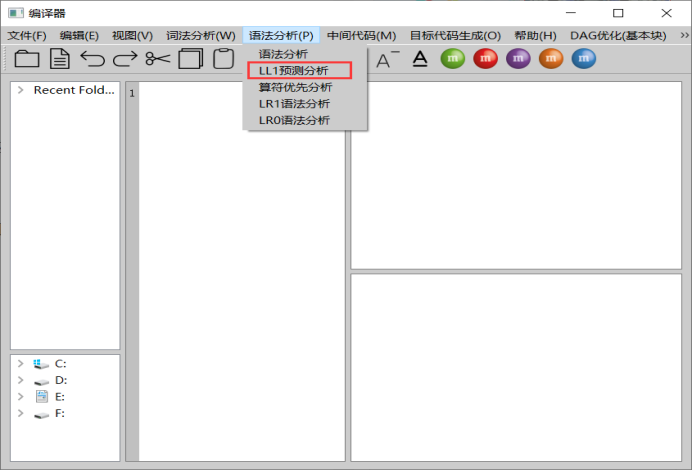 编译器
文件(F) 编辑(E) 视图(V) 词法分析(W) 语法分析(P) 中间代码(M) 目标代码生成(O) 帮助(H) DAG优化(基本块) »
语法分析
LL1预测分析
算符优先分析
LR1语法分析
LR0语法分析
A A m m m m m
Recent Fold...
1
C:
D:
E:
F: